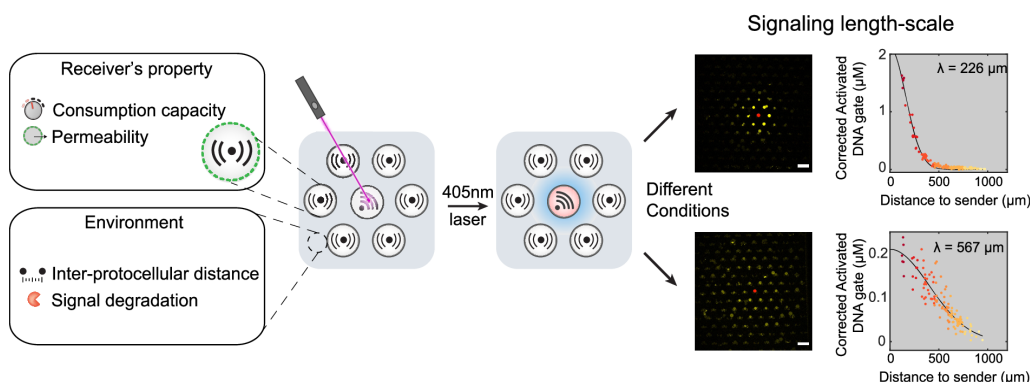 Signaling length-scale
Receiver's property
Consumption capacity
Permeability
Environment
Inter-protocellular distance
Signal degradation
405nm
laser
Different
Conditions
Corrected Activated
DNA gate (µM)
2
1
0
λ = 226 µm
0 500 1000
Distance to sender (µm)
Corrected Activated
DNA gate (µM)
0.2
0.1
0
λ = 567 µm
0 500 1000
Distance to sender (µm)